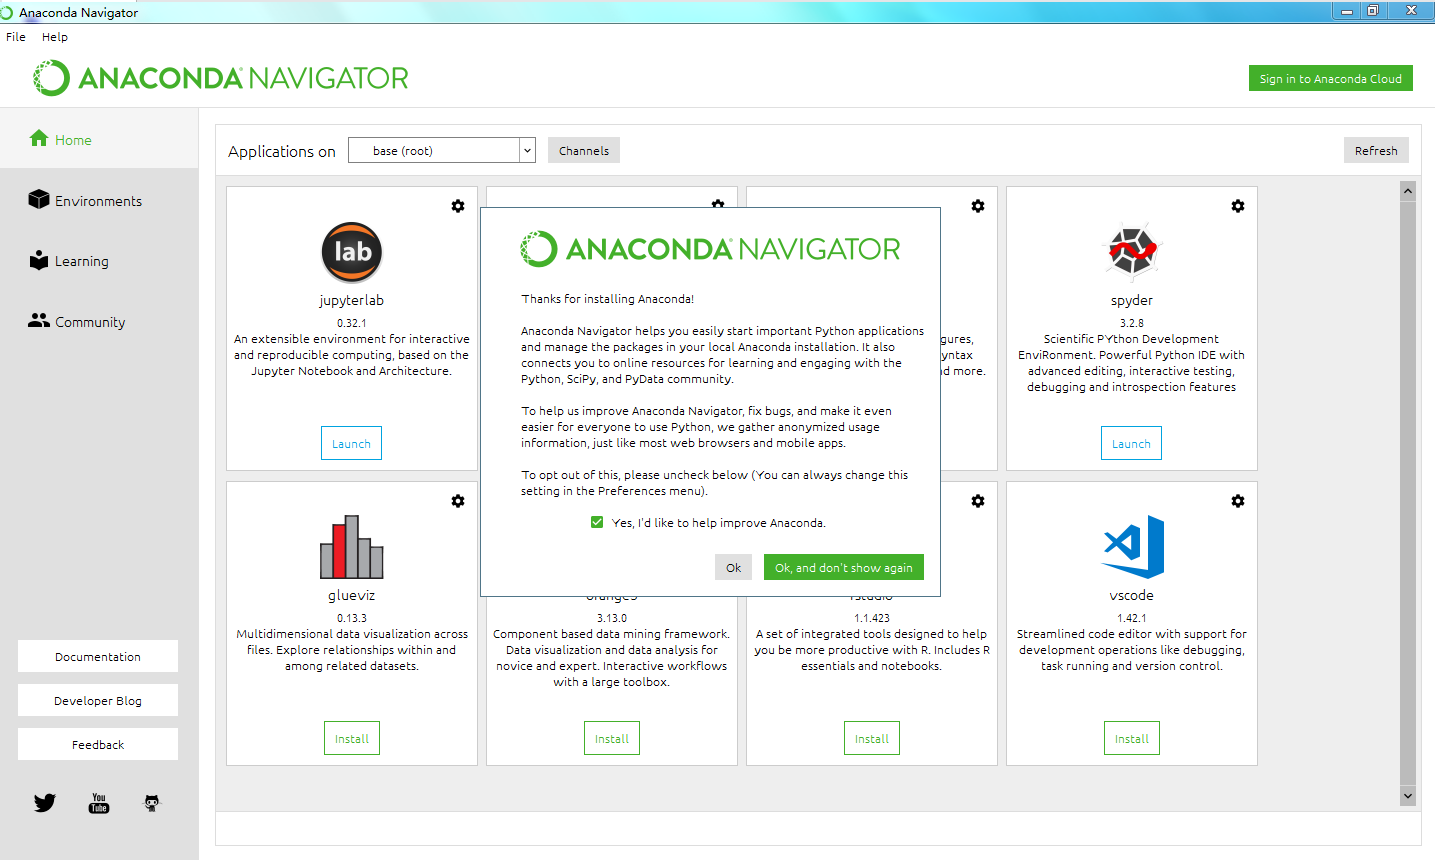 Anaconda Navigator
File Help
ANACONDA NAVIGATOR
Sign in to Anaconda Cloud
Home
Environments
Learning
Community
Documentation
Developer Blog
Feedback
You
Tube
Applications on
base (root)
Channels
Refresh
lab
jupyterlab
0.32.1
An extensible environment for interactive
and reproducible computing, based on the
Jupyter Notebook and Architecture.
Launch
spyder
3.2.8
Scientific PYthon Development
EnviRonment. Powerful Python IDE with
advanced editing, interactive testing,
debugging and introspection features
Launch
ANACONDA NAVIGATOR
Thanks for installing Anaconda!
Anaconda Navigator helps you easily start important Python applications
and manage the packages in your local Anaconda installation. It also
connects you to online resources for learning and engaging with the
Python, SciPy, and PyData community.
To help us improve Anaconda Navigator, fix bugs, and make it even
easier for everyone to use Python, we gather anonymized usage
information, just like most web browsers and mobile apps.
To opt out of this, please uncheck below (You can always change this
setting in the Preferences menu).
Yes, I'd like to help improve Anaconda.
Ok
Ok, and don't show again
more.
glueviz
0.13.3
Multidimensional data visualization across
files. Explore relationships within and
among related datasets.
Install
orange3
3.13.0
Component based data mining framework.
Data visualization and data analysis for
novice and expert. Interactive workflows
with a large toolbox.
Install
rstudio
1.1.423
A set of integrated tools designed to help
you be more productive with R. Includes R
essentials and notebooks.
Install
vscode
1.42.1
Streamlined code editor with support for
development operations like debugging,
task running and version control.
Install